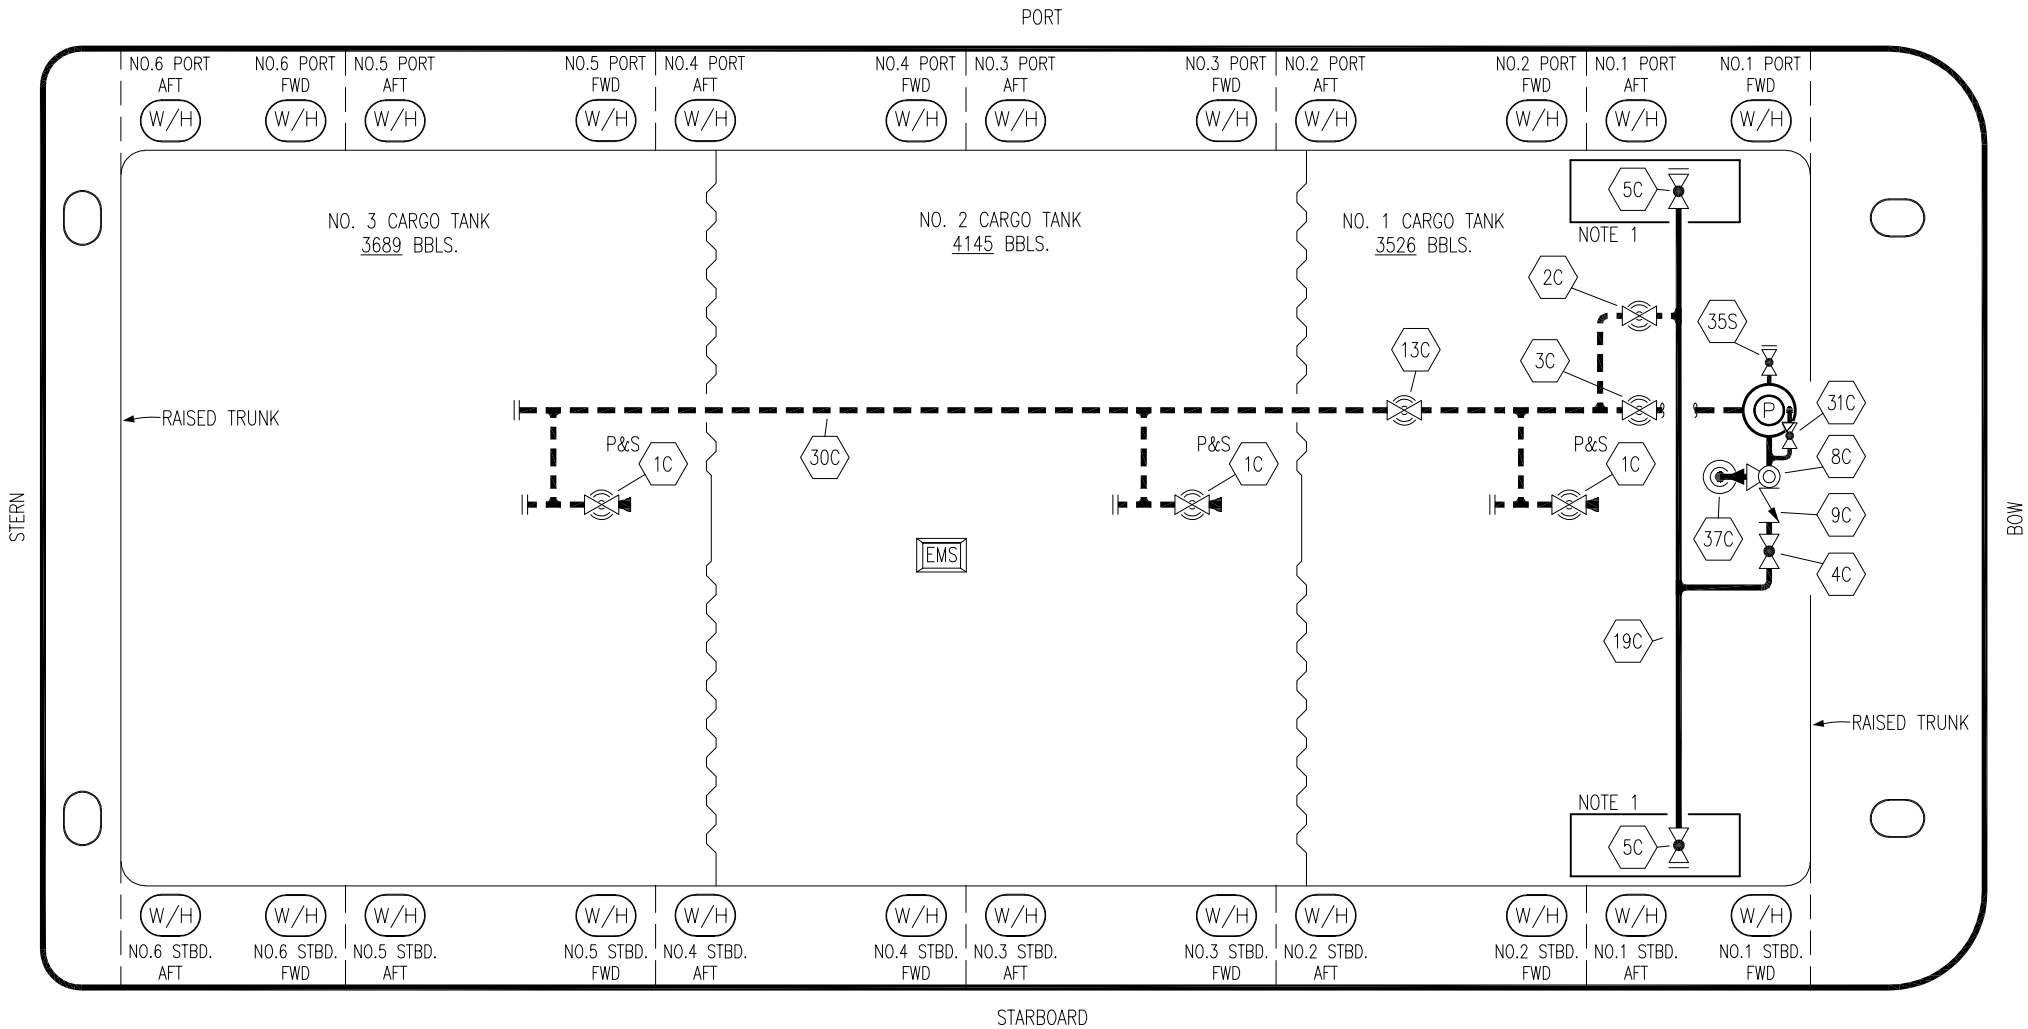 PORT
NO.6 PORT
AFT
NO.6 PORT
FWD
NO.5 PORT
AFT
NO.5 PORT
FWD
NO.4 PORT
AFT
NO.4 PORT
FWD
NO.3 PORT
AFT
NO.3 PORT
FWD
NO.2 PORT
AFT
NO.2 PORT
FWD
NO.1 PORT
AFT
NO.1 PORT
FWD
W/H
W/H
W/H
W/H
W/H
W/H
W/H
W/H
W/H
W/H
W/H
W/H
NO. 3 CARGO TANK
3689 BBLS.
NO. 2 CARGO TANK
4145 BBLS.
NO. 1 CARGO TANK
3526 BBLS.
5C
NOTE 1
2C
35S
13C
3C
31C
P
RAISED TRUNK
P&S
1C
30C
P&S
1C
P&S
1C
8C
9C
37C
4C
EMS
STERN
BOW
19C
RAISED TRUNK
NOTE 1
5C
W/H
W/H
W/H
W/H
W/H
W/H
W/H
W/H
W/H
W/H
W/H
W/H
NO.6 STBD.
AFT
NO.6 STBD.
FWD
NO.5 STBD.
AFT
NO.5 STBD.
FWD
NO.4 STBD.
AFT
NO.4 STBD.
FWD
NO.3 STBD.
AFT
NO.3 STBD.
FWD
NO.2 STBD.
AFT
NO.2 STBD.
FWD
NO.1 STBD.
AFT
NO.1 STBD.
FWD
STARBOARD